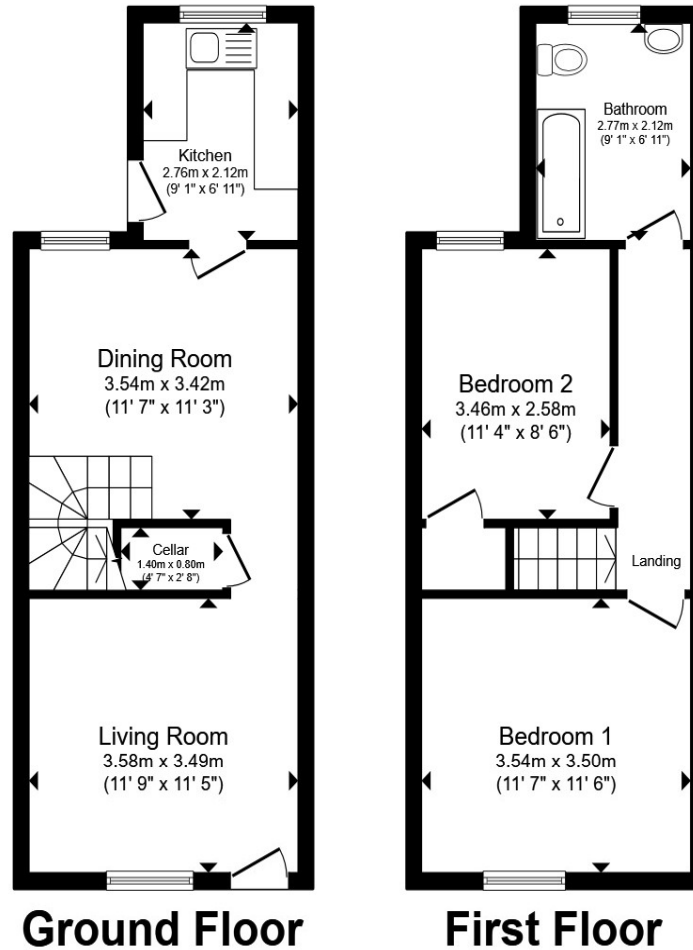 Kitchen
2.76m x 2.12m
(9' 1" x 6' 11")
Dining Room
3.54m x 3.42m
(11' 7" x 11' 3")
Cellar
1.40m x 0.80m
(4' 7" x 2' 8")
Living Room
3.58m x 3.49m
(11' 9" x 11' 5")
Ground Floor
Bathroom
2.77m x 2.12m
(9' 1" x 6' 11")
Bedroom 2
3.46m x 2.58m
(11' 4" x 8' 6")
Landing
Bedroom 1
3.54m x 3.50m
(11' 7" x 11' 6")
First Floor